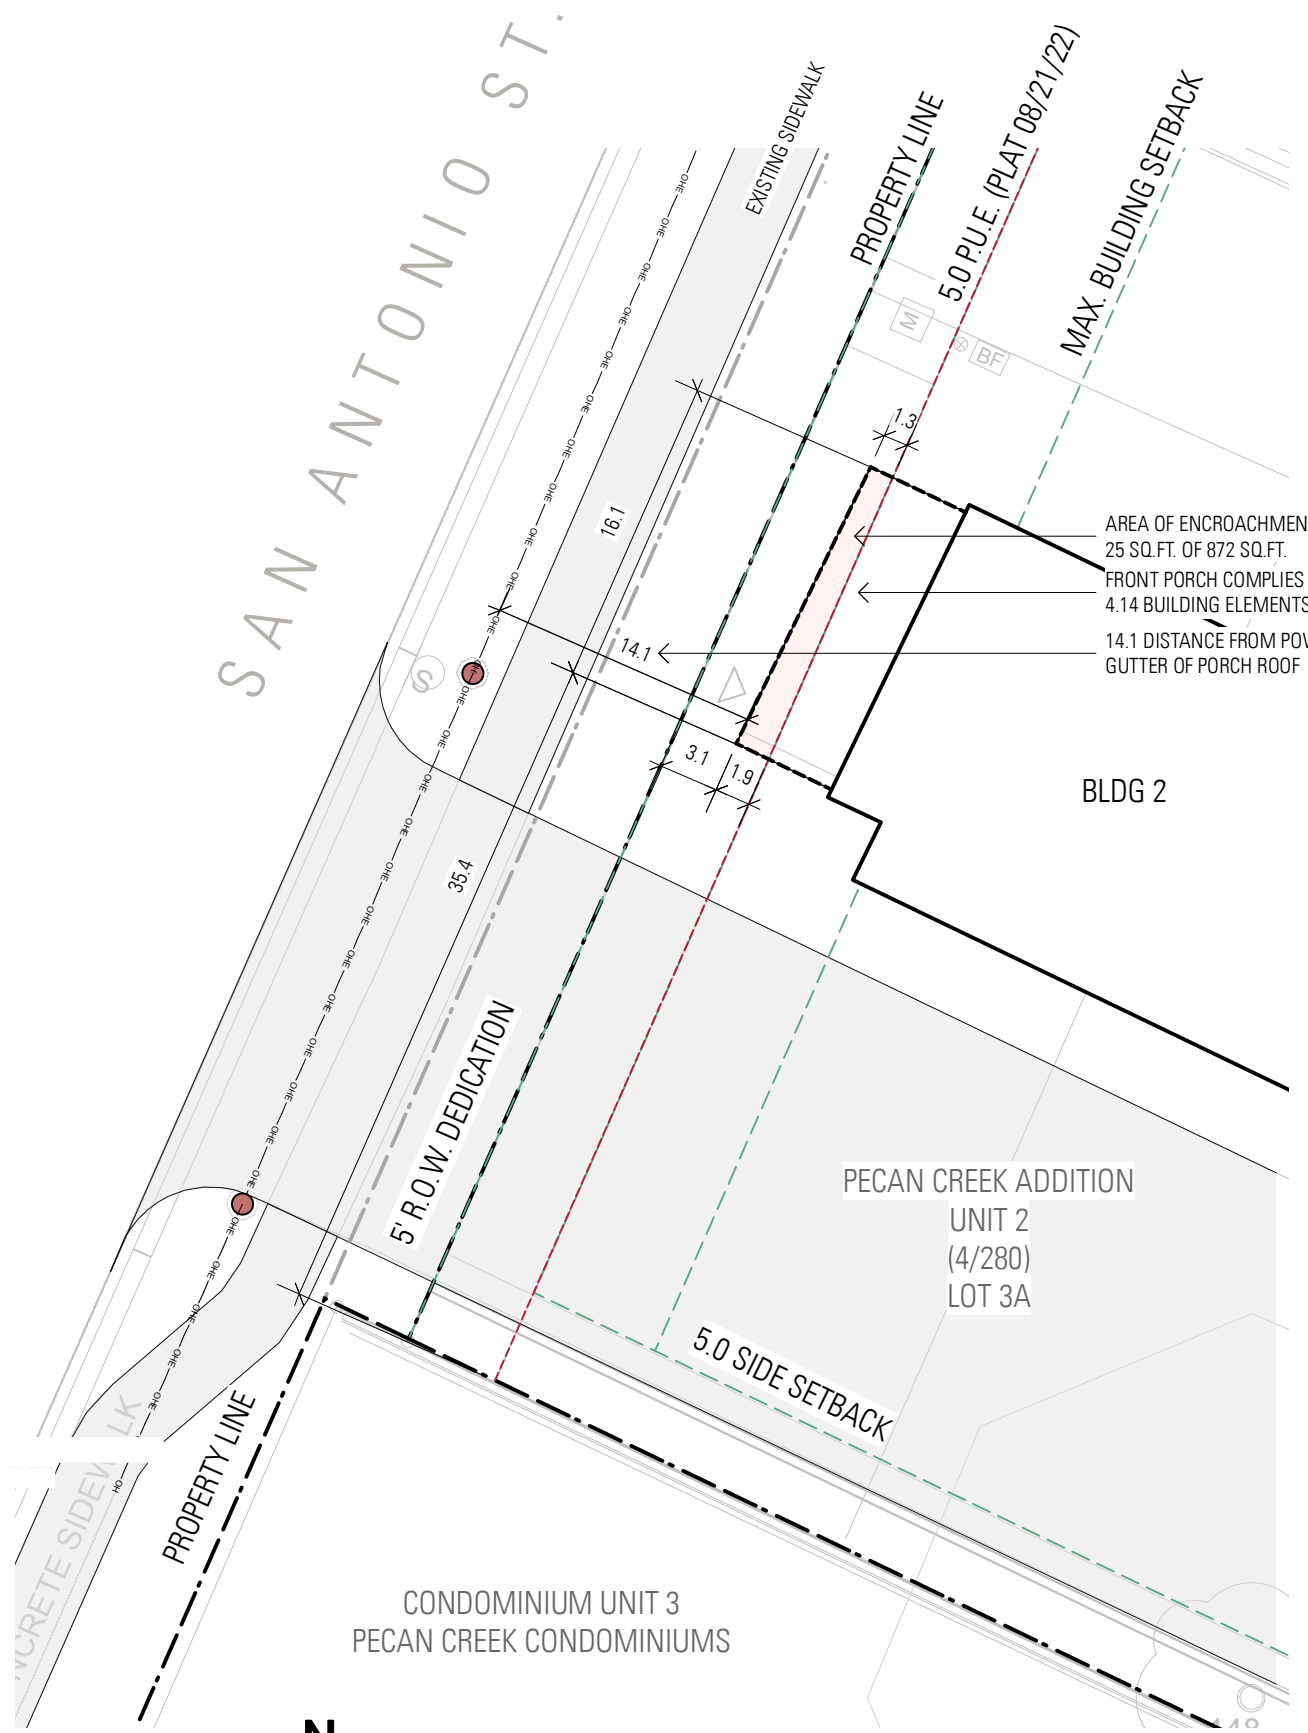 SAN ANTONIO ST.
EXISTING SIDEWALK
PROPERTY LINE
5.0 P.U.E. (PLAT 08/21/22)
MAX. BUILDING SETBACK
M
BF
1.3
16.1
AREA OF ENCROACHMEN
25 SQ.FT. OF 872 SQ.FT.
FRONT PORCH COMPLIES
4.14 BUILDING ELEMENTS
14.1 DISTANCE FROM POW
GUTTER OF PORCH ROOF
14.1
S
3.1
1.9
BLDG 2
35.4
OHE
5' R.O.W. DEDICATION
PECAN CREEK ADDITION
UNIT 2
(4/280)
LOT 3A
5.0 SIDE SETBACK
PROPERTY LINE
NCRETE SIDEWALK
CONDOMINIUM UNIT 3
PECAN CREEK CONDOMINIUMS
N